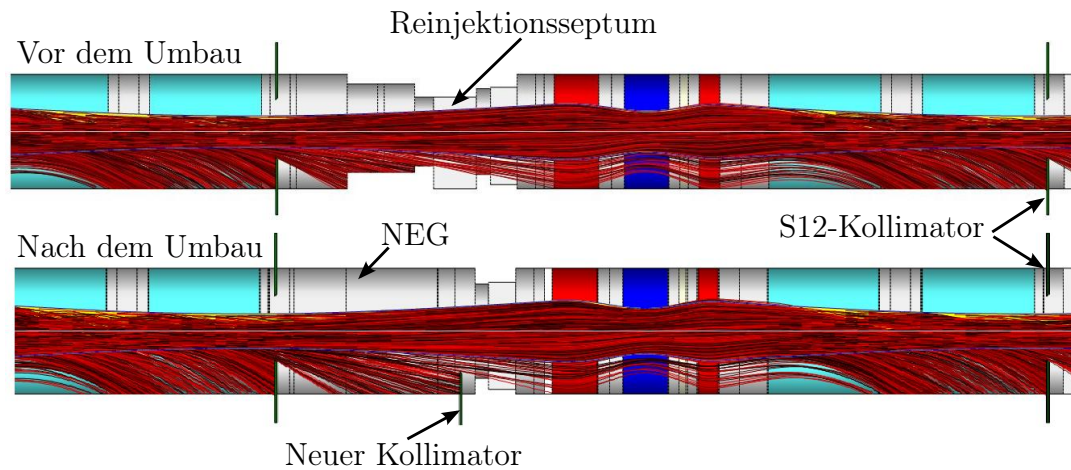 Reinjektionsseptum
Vor dem Umbau
S12-Kollimator
Nach dem Umbau
NEG
Neuer Kollimator